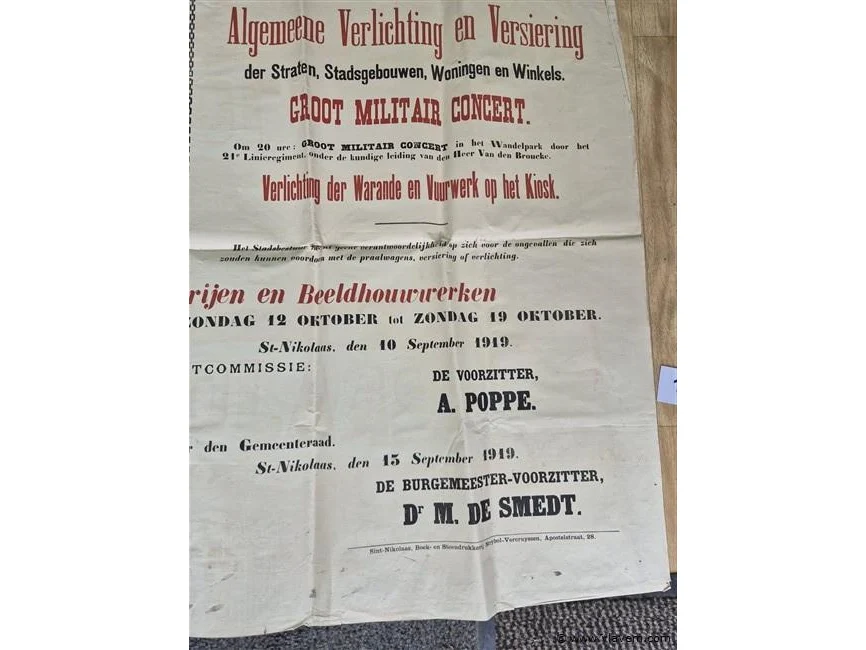 Algemeene Verlichting en Versiering
der Straten, Stadsgebouwen, Woningen en Winkels.
GROOT MILITAIR CONCERT.
Om 20 ure: GROOT MILITAIR CONCERT in het Wandelpark door het
21e Linieregiment, onder de kundige leiding van den Heer Van den Broucke.
Verlichting der Warande en Vuurwerk op het Kiosk.
Het Stadsbestuur geene verantwoordelijkheid op zich voor de ongevallen die zich
zouden kunnen voordoen met de praalwagens, versiering of verlichting.
rijen en Beeldhouwwerken
ZONDAG 12 OKTOBER tot ZONDAG 19 OKTOBER.
St-Nikolaas, den 10 September 1919.
TCOMMISSIE:
DE VOORZITTER,
A. POPPE.
r den Gemeenteraad.
St-Nikolaas, den 15 September 1919.
DE BURGEMEESTER-VOORZITTER,
Dr M. DE SMEDT.
Sint-Nikolaas, Boek- en Steendrukkerij Strybol-Vercruyssen, Apostelstraat, 28.
© www.vlavem.com